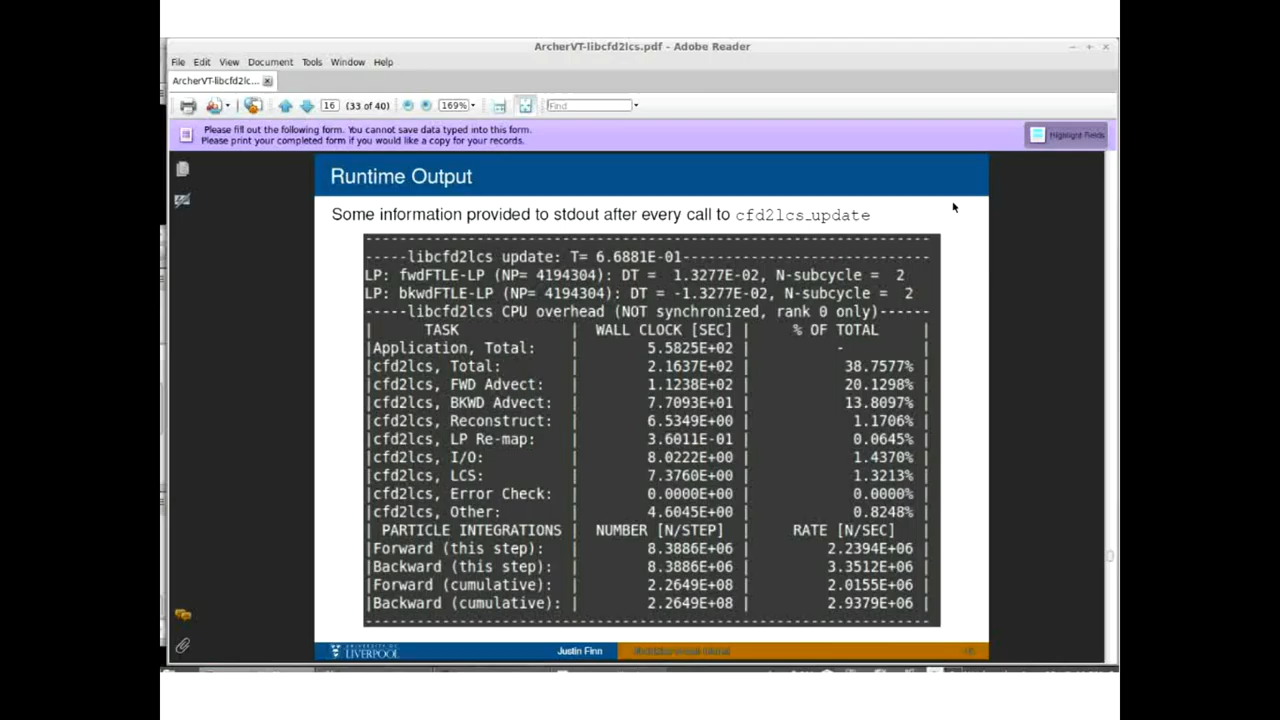 ArcherVT-libcfd2lcs.pdf - Adobe Reader
File Edit View Document Tools Window Help
ArcherVT-libcfd2lc...
16 (33 of 40) 169% Find
Please fill out the following form. You cannot save data typed into this form.
Please print your completed form if you would like a copy for your records.
Highlight Fields
Runtime Output
Some information provided to stdout after every call to cfd2lcs_update
-----libcfd2lcs update: T= 6.6881E-01-----------------------------
LP: fwdFTLE-LP (NP= 4194304): DT = 1.3277E-02, N-subcycle = 2
LP: bkwdFTLE-LP (NP= 4194304): DT = -1.3277E-02, N-subcycle = 2
-----libcfd2lcs CPU overhead (NOT synchronized, rank 0 only)------
| TASK | WALL CLOCK [SEC] | % OF TOTAL |
|Application, Total: | 5.5825E+02 | - |
|cfd2lcs, Total: | 2.1637E+02 | 38.7577% |
|cfd2lcs, FWD Advect: | 1.1238E+02 | 20.1298% |
|cfd2lcs, BKWD Advect: | 7.7093E+01 | 13.8097% |
|cfd2lcs, Reconstruct: | 6.5349E+00 | 1.1706% |
|cfd2lcs, LP Re-map: | 3.6011E-01 | 0.0645% |
|cfd2lcs, I/O: | 8.0222E+00 | 1.4370% |
|cfd2lcs, LCS: | 7.3760E+00 | 1.3213% |
|cfd2lcs, Error Check: | 0.0000E+00 | 0.0000% |
|cfd2lcs, Other: | 4.6045E+00 | 0.8248% |
| PARTICLE INTEGRATIONS | NUMBER [N/STEP] | RATE [N/SEC] |
|Forward (this step): | 8.3886E+06 | 2.2394E+06 |
|Backward (this step): | 8.3886E+06 | 3.3512E+06 |
|Forward (cumulative): | 2.2649E+08 | 2.0155E+06 |
|Backward (cumulative): | 2.2649E+08 | 2.9379E+06 |
UNIVERSITY OF
LIVERPOOL
Justin Finn